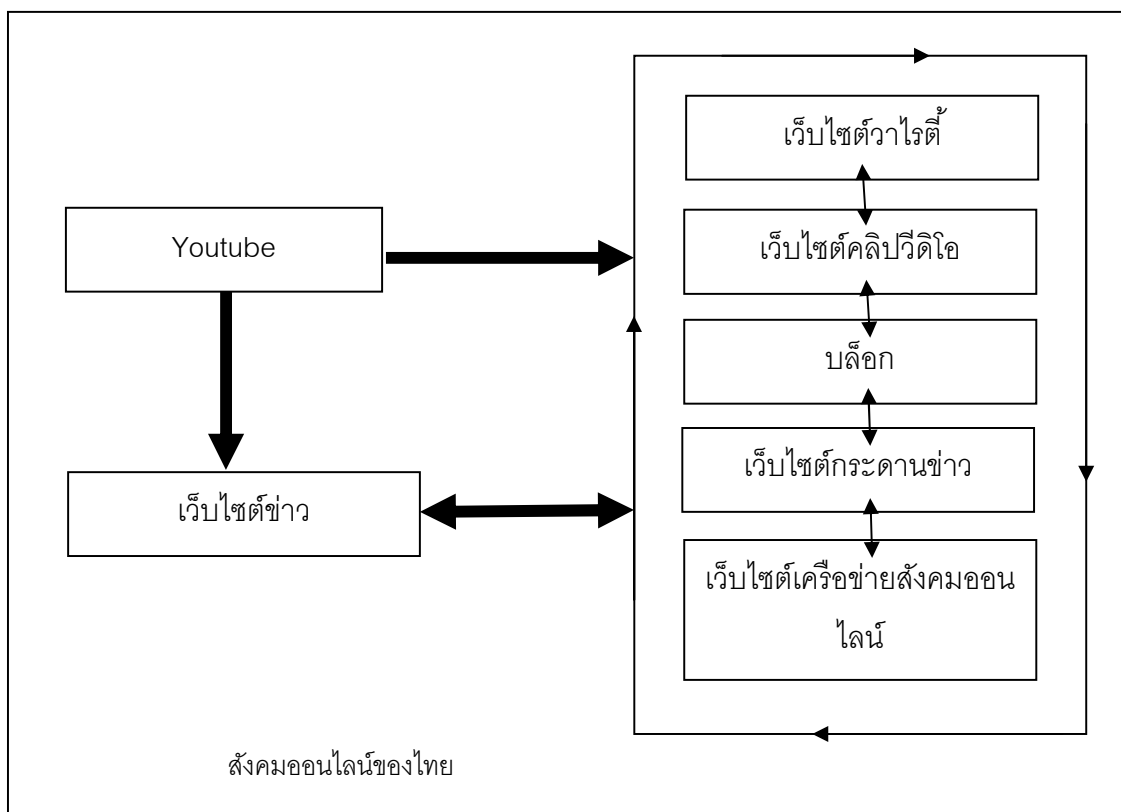 เว็บไซต์วาไรตี้
Youtube
เว็บไซต์คลิปวีดิโอ
บล็อก
เว็บไซต์กระดานข่าว
เว็บไซต์ข่าว
เว็บไซต์เครือข่ายสังคมออน
ไลน์
สังคมออนไลน์ของไทย